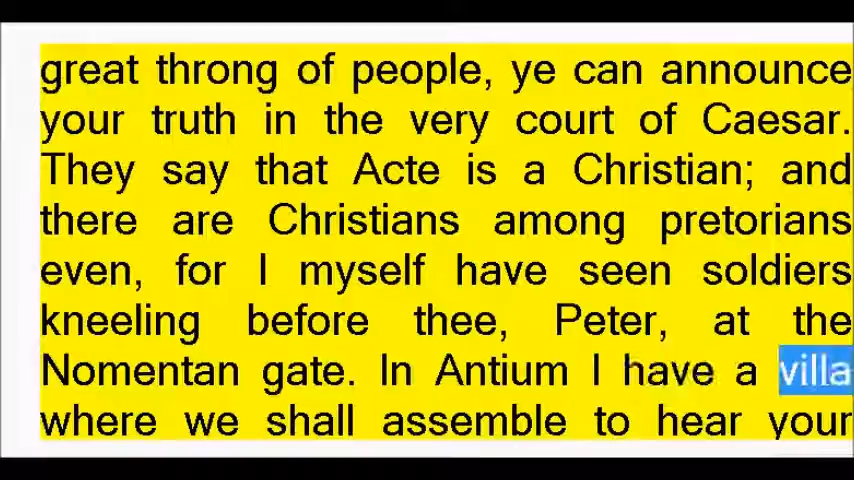 great throng of people, ye can announce
your truth in the very court of Caesar.
They say that Acte is a Christian; and
there are Christians among pretorians
even, for I myself have seen soldiers
kneeling before thee, Peter, at the
Nomentan gate. In Antium I have a villa
where we shall assemble to hear your